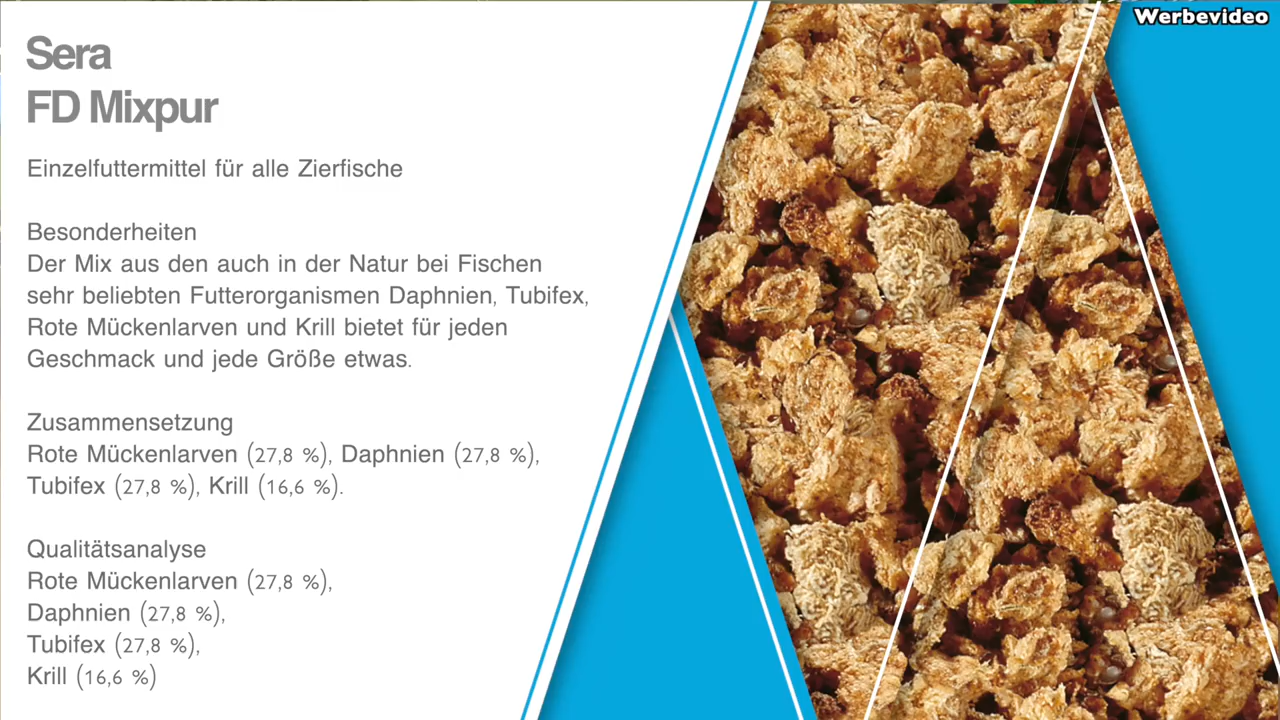 Werbevideo
Sera
FD Mixpur
Einzelfuttermittel für alle Zierfische
Besonderheiten
Der Mix aus den auch in der Natur bei Fischen
sehr beliebten Futterorganismen Daphnien, Tubifex,
Rote Mückenlarven und Krill bietet für jeden
Geschmack und jede Größe etwas.
Zusammensetzung
Rote Mückenlarven (27,8 %), Daphnien (27,8 %),
Tubifex (27,8 %), Krill (16,6 %).
Qualitätsanalyse
Rote Mückenlarven (27,8 %),
Daphnien (27,8 %),
Tubifex (27,8 %),
Krill (16,6 %)